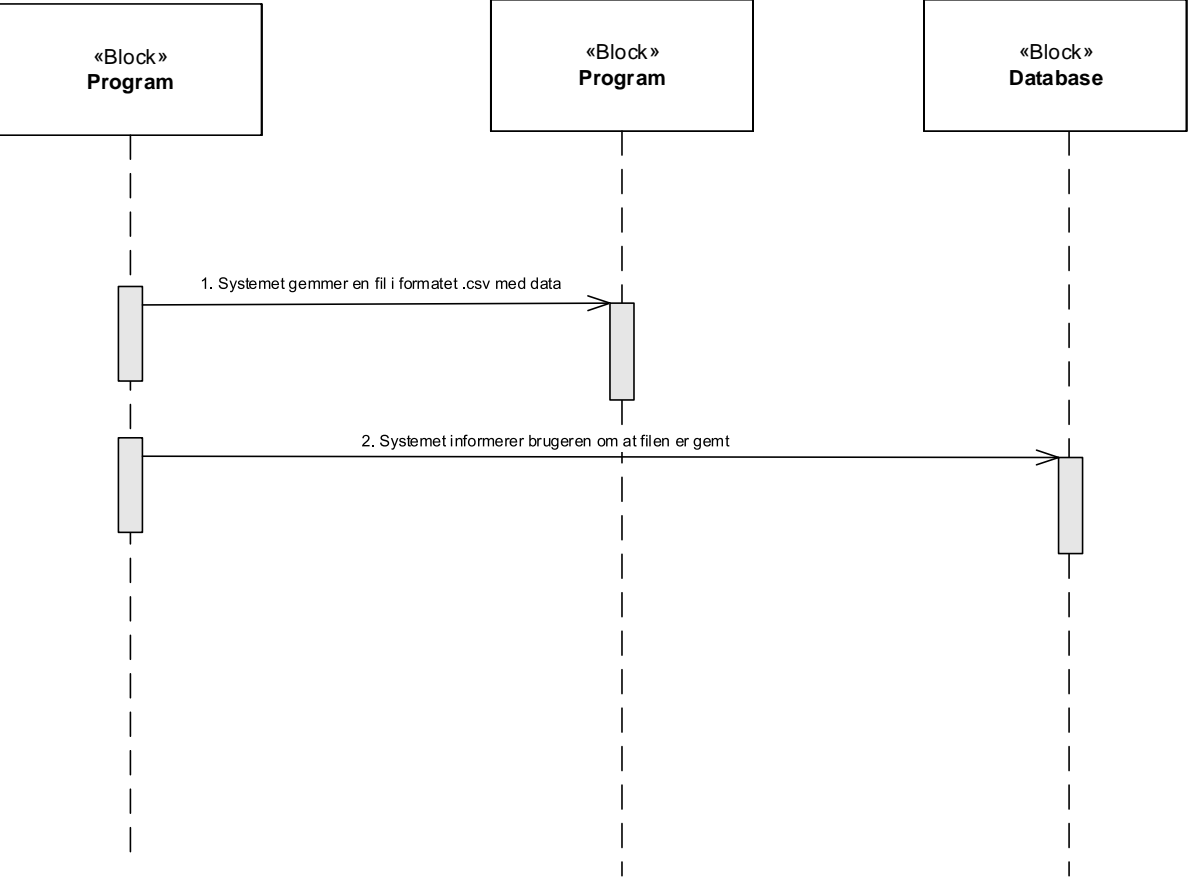 «Block»
Program
«Block»
Program
«Block»
Database
1. Systemet gemmer en fil i formatet .csv med data
2. Systemet informerer brugeren om at filen er gemt